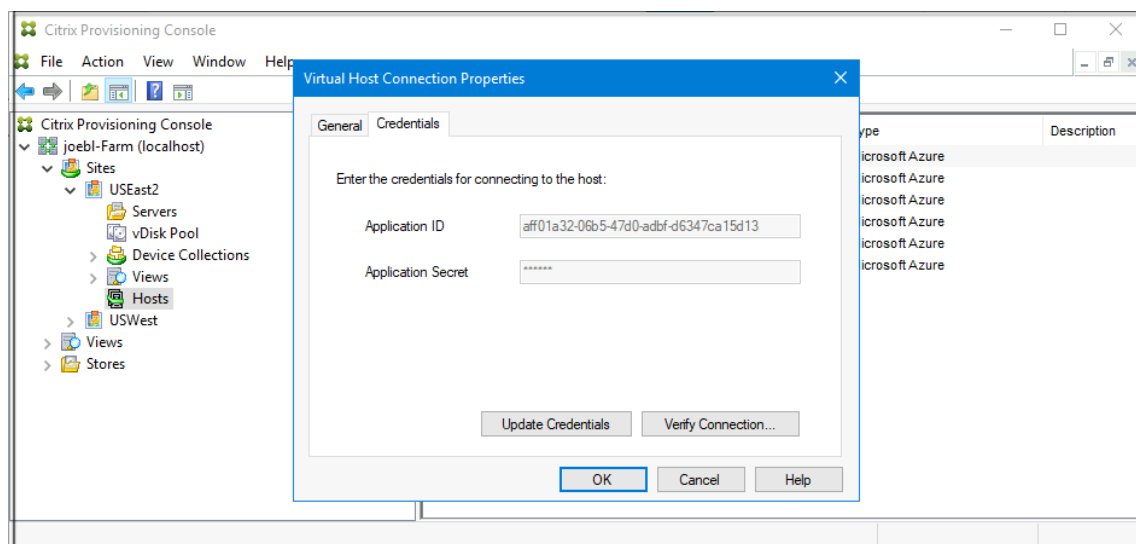 Citrix Provisioning Console
File Action View Window Help
Virtual Host Connection Properties
General Credentials
Enter the credentials for connecting to the host:
Application ID aff01a32-06b5-47d0-adbf-d6347ca15d13
Application Secret ******
Update Credentials Verify Connection...
OK Cancel Help
Citrix Provisioning Console
joebl-Farm (localhost)
Sites
USEast2
Servers
vDisk Pool
Device Collections
Views
Hosts
USWest
Views
Stores
ype Description
icrosoft Azure
icrosoft Azure
icrosoft Azure
icrosoft Azure
icrosoft Azure
icrosoft Azure